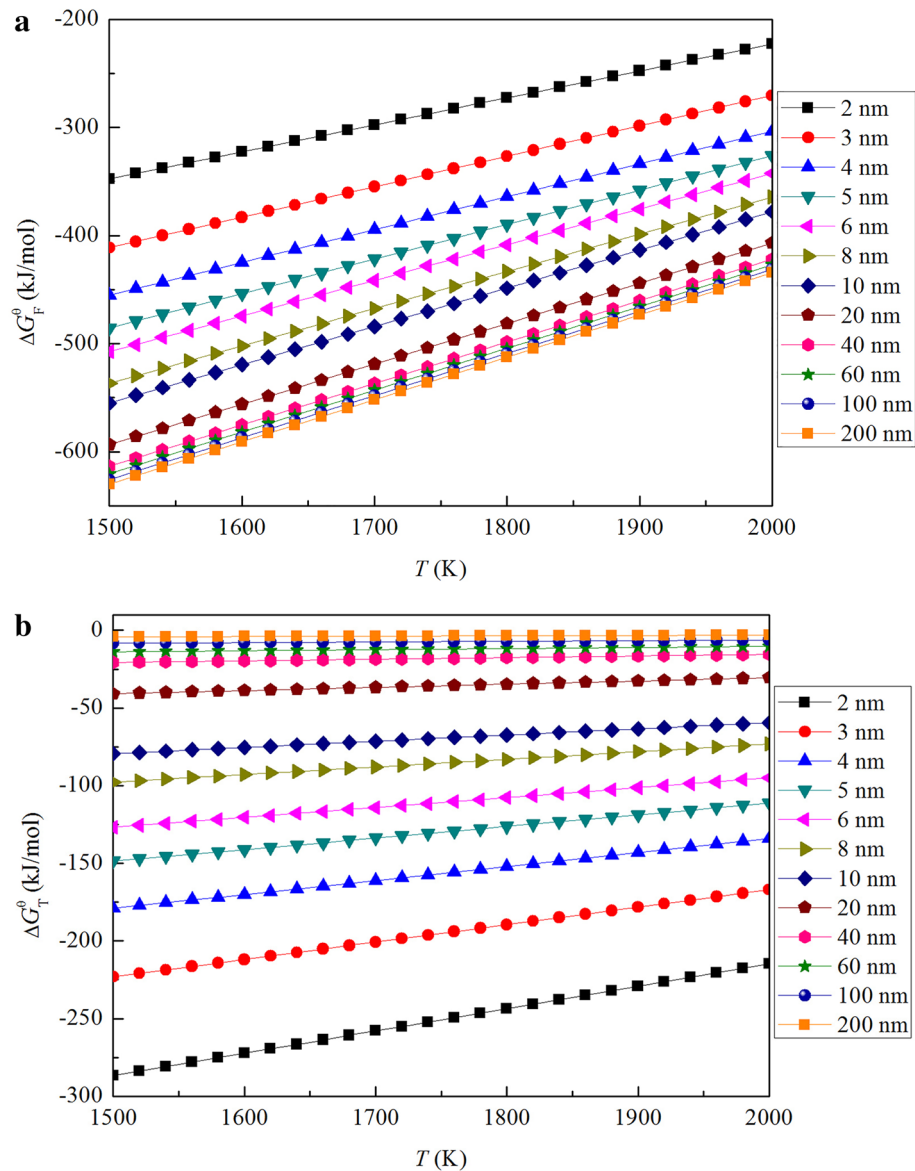 a
-200
-300
-400
-500
-600
ΔG_F^θ (kJ/mol)
1500 1600 1700 1800 1900 2000
T (K)
2 nm
3 nm
4 nm
5 nm
6 nm
8 nm
10 nm
20 nm
40 nm
60 nm
100 nm
200 nm
b
0
-50
-100
-150
-200
-250
-300
ΔG_T^θ (kJ/mol)
1500 1600 1700 1800 1900 2000
T (K)
2 nm
3 nm
4 nm
5 nm
6 nm
8 nm
10 nm
20 nm
40 nm
60 nm
100 nm
200 nm